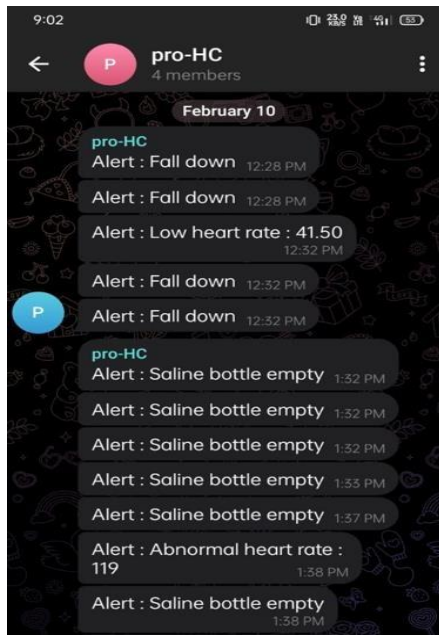 9:02 23.0 KB/S 4G 53
P pro-HC
4 members
February 10
pro-HC
Alert : Fall down 12:28 PM
Alert : Fall down 12:28 PM
Alert : Low heart rate : 41.50
12:32 PM
Alert : Fall down 12:32 PM
P
Alert : Fall down 12:32 PM
pro-HC
Alert : Saline bottle empty 1:32 PM
Alert : Saline bottle empty 1:32 PM
Alert : Saline bottle empty 1:32 PM
Alert : Saline bottle empty 1:33 PM
Alert : Saline bottle empty 1:37 PM
Alert : Abnormal heart rate :
119 1:38 PM
Alert : Saline bottle empty
1:38 PM